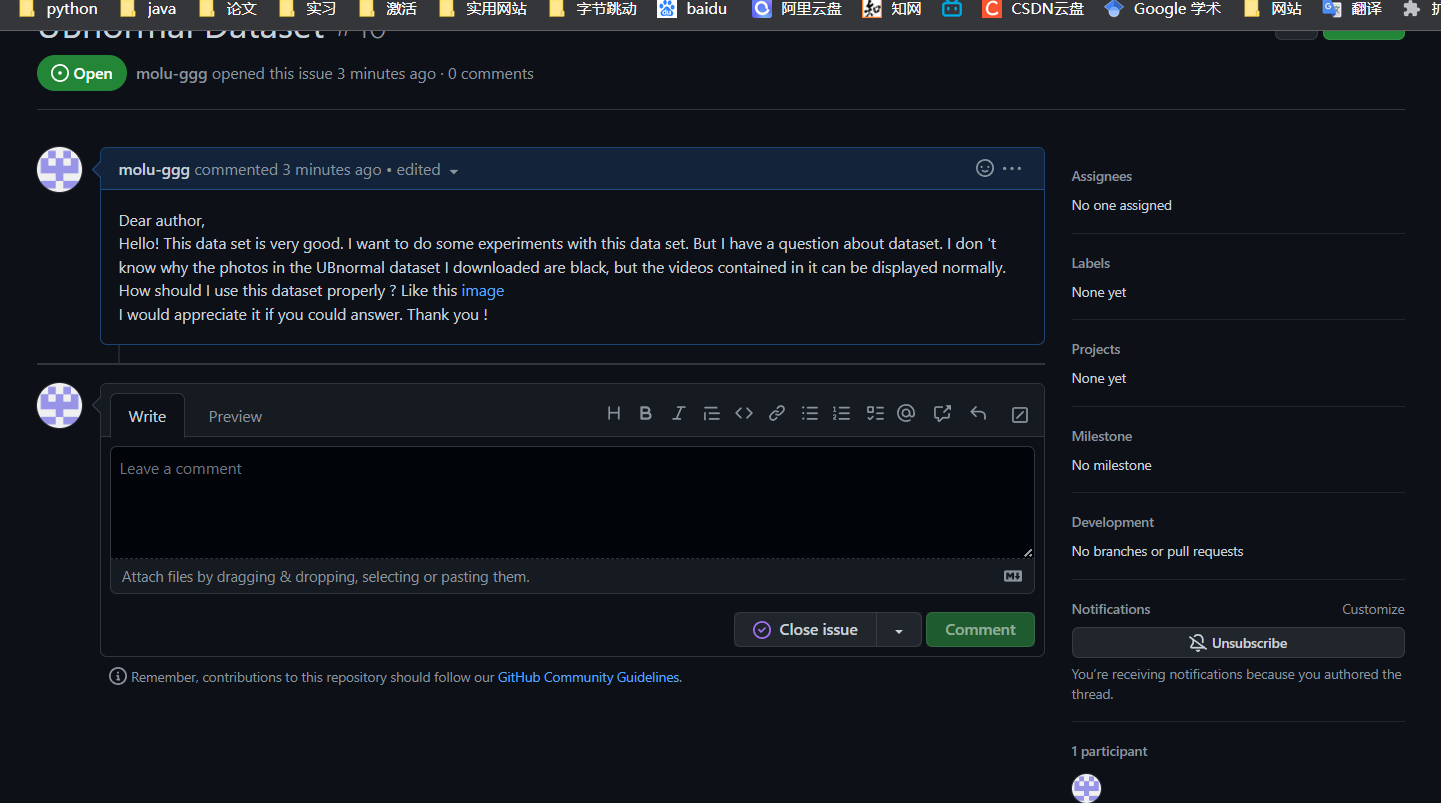 python java 论文 实习 激活 实用网站 字节跳动 baidu 阿里云盘 知网 CSDN云盘 Google 学术 网站 翻译
UBnormal Dataset
Open molu-ggg opened this issue 3 minutes ago · 0 comments
molu-ggg commented 3 minutes ago • edited
Dear author,
Hello! This data set is very good. I want to do some experiments with this data set. But I have a question about dataset. I don 't
know why the photos in the UBnormal dataset I downloaded are black, but the videos contained in it can be displayed normally.
How should I use this dataset properly ? Like this image
I would appreciate it if you could answer. Thank you !
Write Preview
Leave a comment
Attach files by dragging & dropping, selecting or pasting them.
Close issue Comment
Remember, contributions to this repository should follow our GitHub Community Guidelines.
Assignees
No one assigned
Labels
None yet
Projects
None yet
Milestone
No milestone
Development
No branches or pull requests
Notifications Customize
Unsubscribe
You’re receiving notifications because you authored the
thread.
1 participant